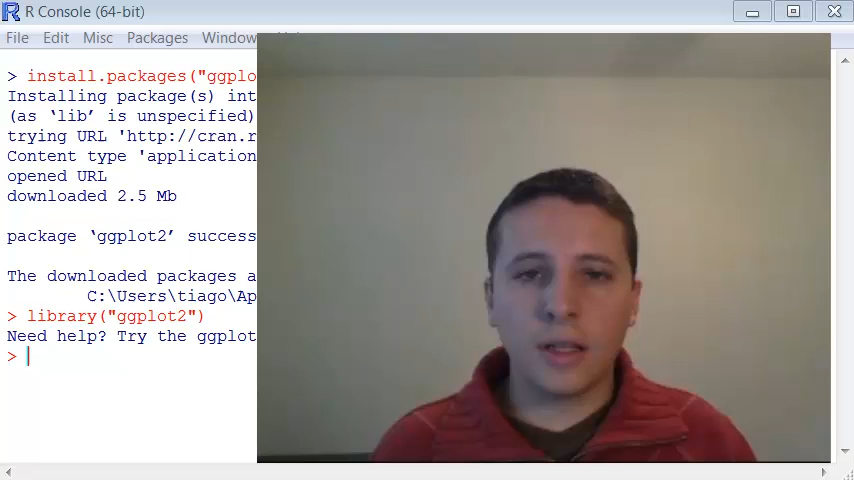 R Console (64-bit)
File Edit Misc Packages Window
> install.packages("ggplo
Installing package(s) int
(as ‘lib’ is unspecified)
trying URL 'http://cran.r
Content type 'application
opened URL
downloaded 2.5 Mb
package ‘ggplot2’ success
The downloaded packages a
C:\Users\tiago\Ap
> library("ggplot2")
Need help? Try the ggplot
>